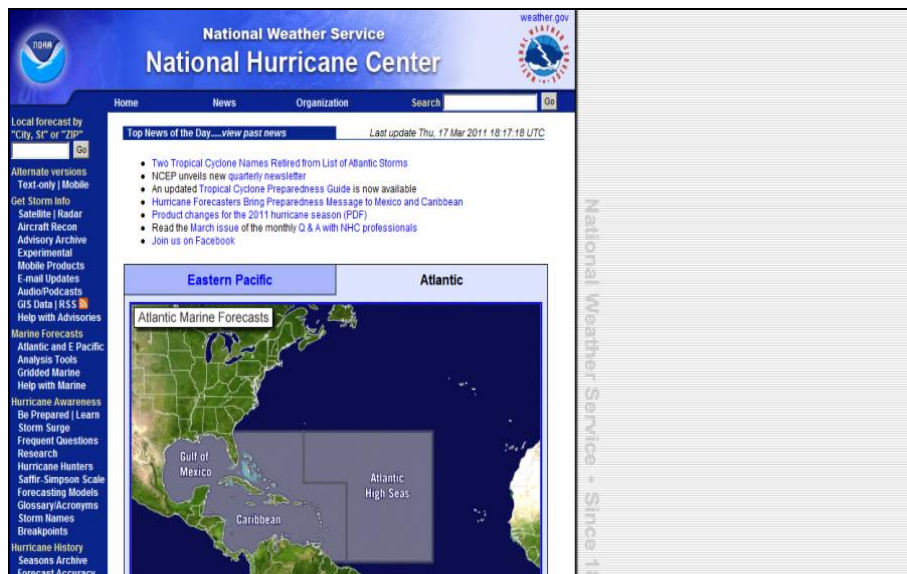 weather.gov
NOAA
National Weather Service
National Hurricane Center
Home News Organization Search Go
Local forecast by
"City, St" or "ZIP"
Go
Alternate versions
Text-only | Mobile
Get Storm Info
Satellite | Radar
Aircraft Recon
Advisory Archive
Experimental
Mobile Products
E-mail Updates
Audio/Podcasts
GIS Data | RSS
Help with Advisories
Marine Forecasts
Atlantic and E Pacific
Analysis Tools
Gridded Marine
Help with Marine
Hurricane Awareness
Be Prepared | Learn
Storm Surge
Frequent Questions
Research
Hurricane Hunters
Saffir-Simpson Scale
Forecasting Models
Glossary/Acronyms
Storm Names
Breakpoints
Hurricane History
Seasons Archive
Forecast Accuracy
Top News of the Day.....view past news Last update Thu, 17 Mar 2011 18:17:18 UTC
Two Tropical Cyclone Names Retired from List of Atlantic Storms
NCEP unveils new quarterly newsletter
An updated Tropical Cyclone Preparedness Guide is now available
Hurricane Forecasters Bring Preparedness Message to Mexico and Caribbean
Product changes for the 2011 hurricane season (PDF)
Read the March issue of the monthly Q & A with NHC professionals
Join us on Facebook
Eastern Pacific Atlantic
Atlantic Marine Forecasts
Gulf of
Mexico
Atlantic
High Seas
Caribbean
National Weather Service - Since